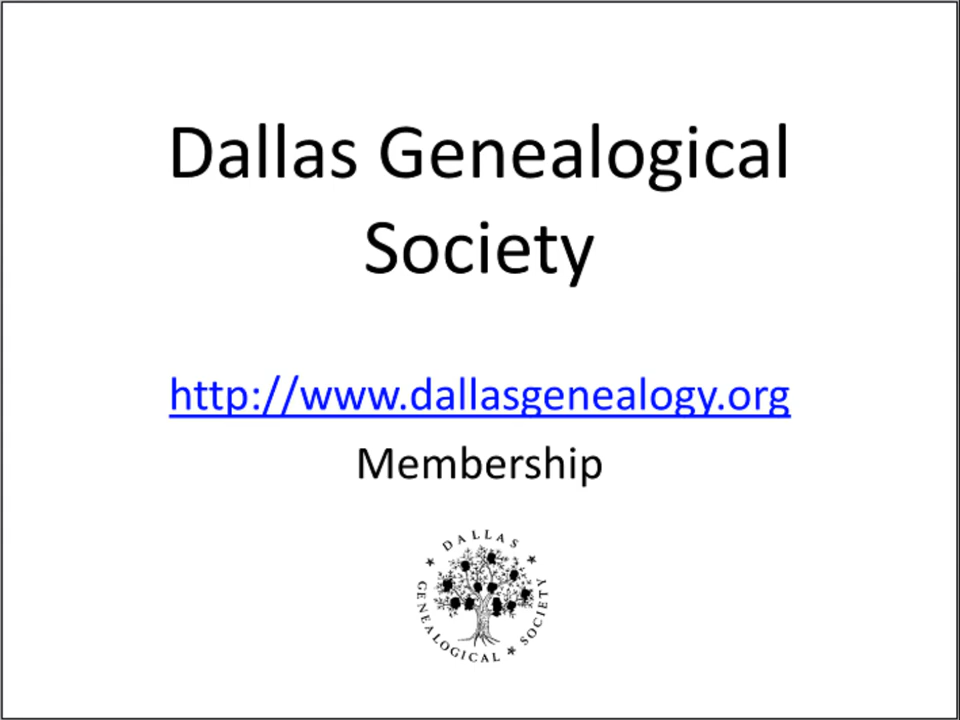 Dallas Genealogical
Society
http://www.dallasgenealogy.org
Membership
DALLAS
GENEALOGICAL
SOCIETY